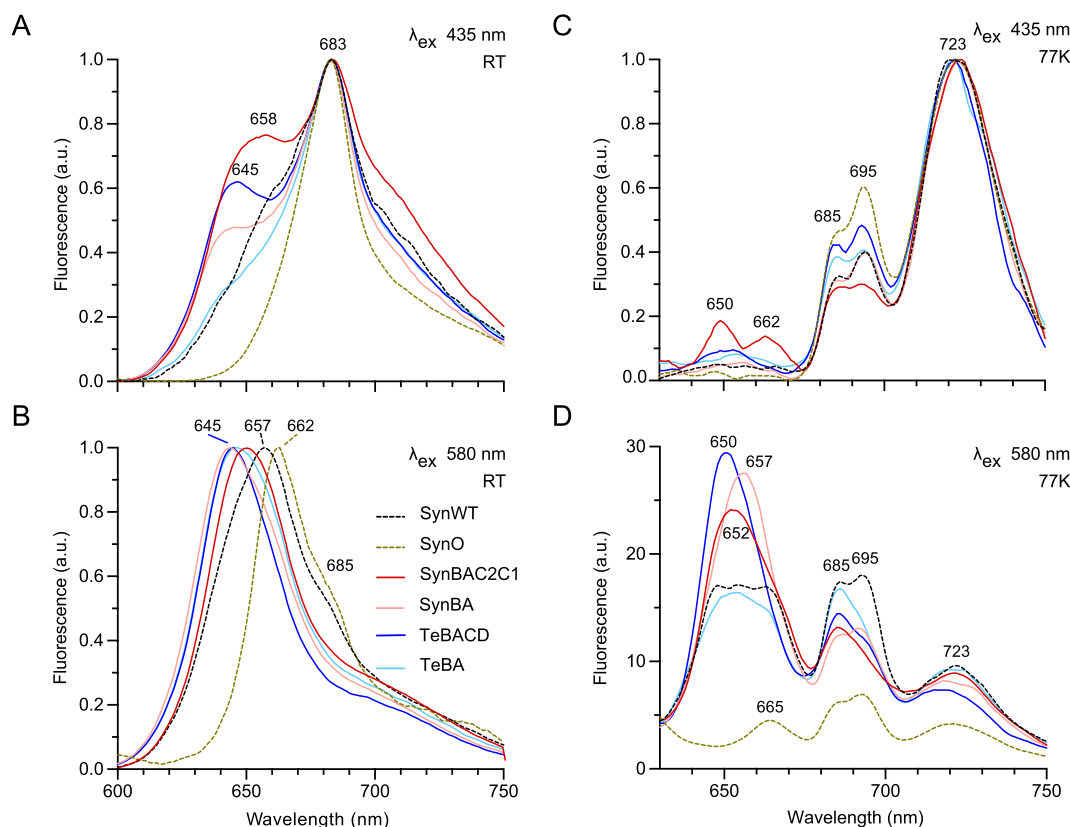 A
λex 435 nm
RT
683
658
645
1.0
0.8
0.6
0.4
0.2
0.0
Fluorescence (a.u.)
600
650
700
750
C
λex 435 nm
77K
723
695
685
650
662
1.0
0.8
0.6
0.4
0.2
0.0
Fluorescence (a.u.)
B
λex 580 nm
RT
645
657
662
685
SynWT
SynO
SynBAC2C1
SynBA
TeBACD
TeBA
1.0
0.8
0.6
0.4
0.2
0.0
Fluorescence (a.u.)
600
650
700
750
Wavelength (nm)
D
λex 580 nm
77K
650
657
652
685
695
723
665
30
20
10
0
Fluorescence (a.u.)
650
700
750
Wavelength (nm)